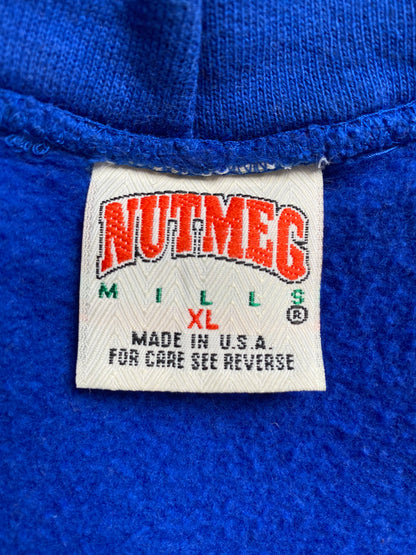 NUTMEG
MILLS
XL ®
MADE IN U.S.A.
FOR CARE SEE REVERSE